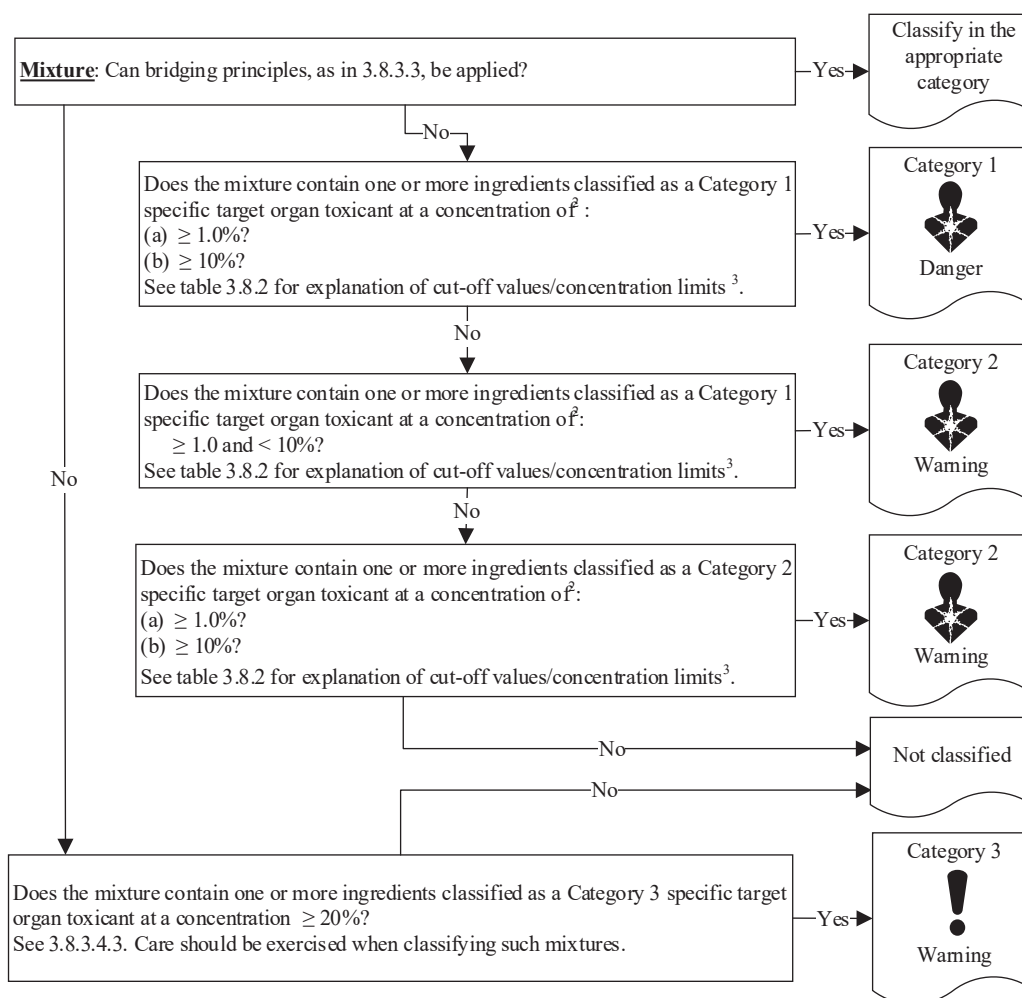 Mixture: Can bridging principles, as in 3.8.3.3, be applied?
Yes
Classify in the
appropriate
category
No
Does the mixture contain one or more ingredients classified as a Category 1
specific target organ toxicant at a concentration of²:
(a) ≥ 1.0%?
(b) ≥ 10%?
See table 3.8.2 for explanation of cut-off values/concentration limits ³.
Yes
Category 1
Danger
No
Does the mixture contain one or more ingredients classified as a Category 1
specific target organ toxicant at a concentration of²:
≥ 1.0 and < 10%?
See table 3.8.2 for explanation of cut-off values/concentration limits³.
Yes
Category 2
Warning
No
No
Does the mixture contain one or more ingredients classified as a Category 2
specific target organ toxicant at a concentration of²:
(a) ≥ 1.0%?
(b) ≥ 10%?
See table 3.8.2 for explanation of cut-off values/concentration limits³.
Yes
Category 2
Warning
No
Not classified
No
Does the mixture contain one or more ingredients classified as a Category 3 specific target
organ toxicant at a concentration ≥ 20%?
See 3.8.3.4.3. Care should be exercised when classifying such mixtures.
Yes
Category 3
Warning